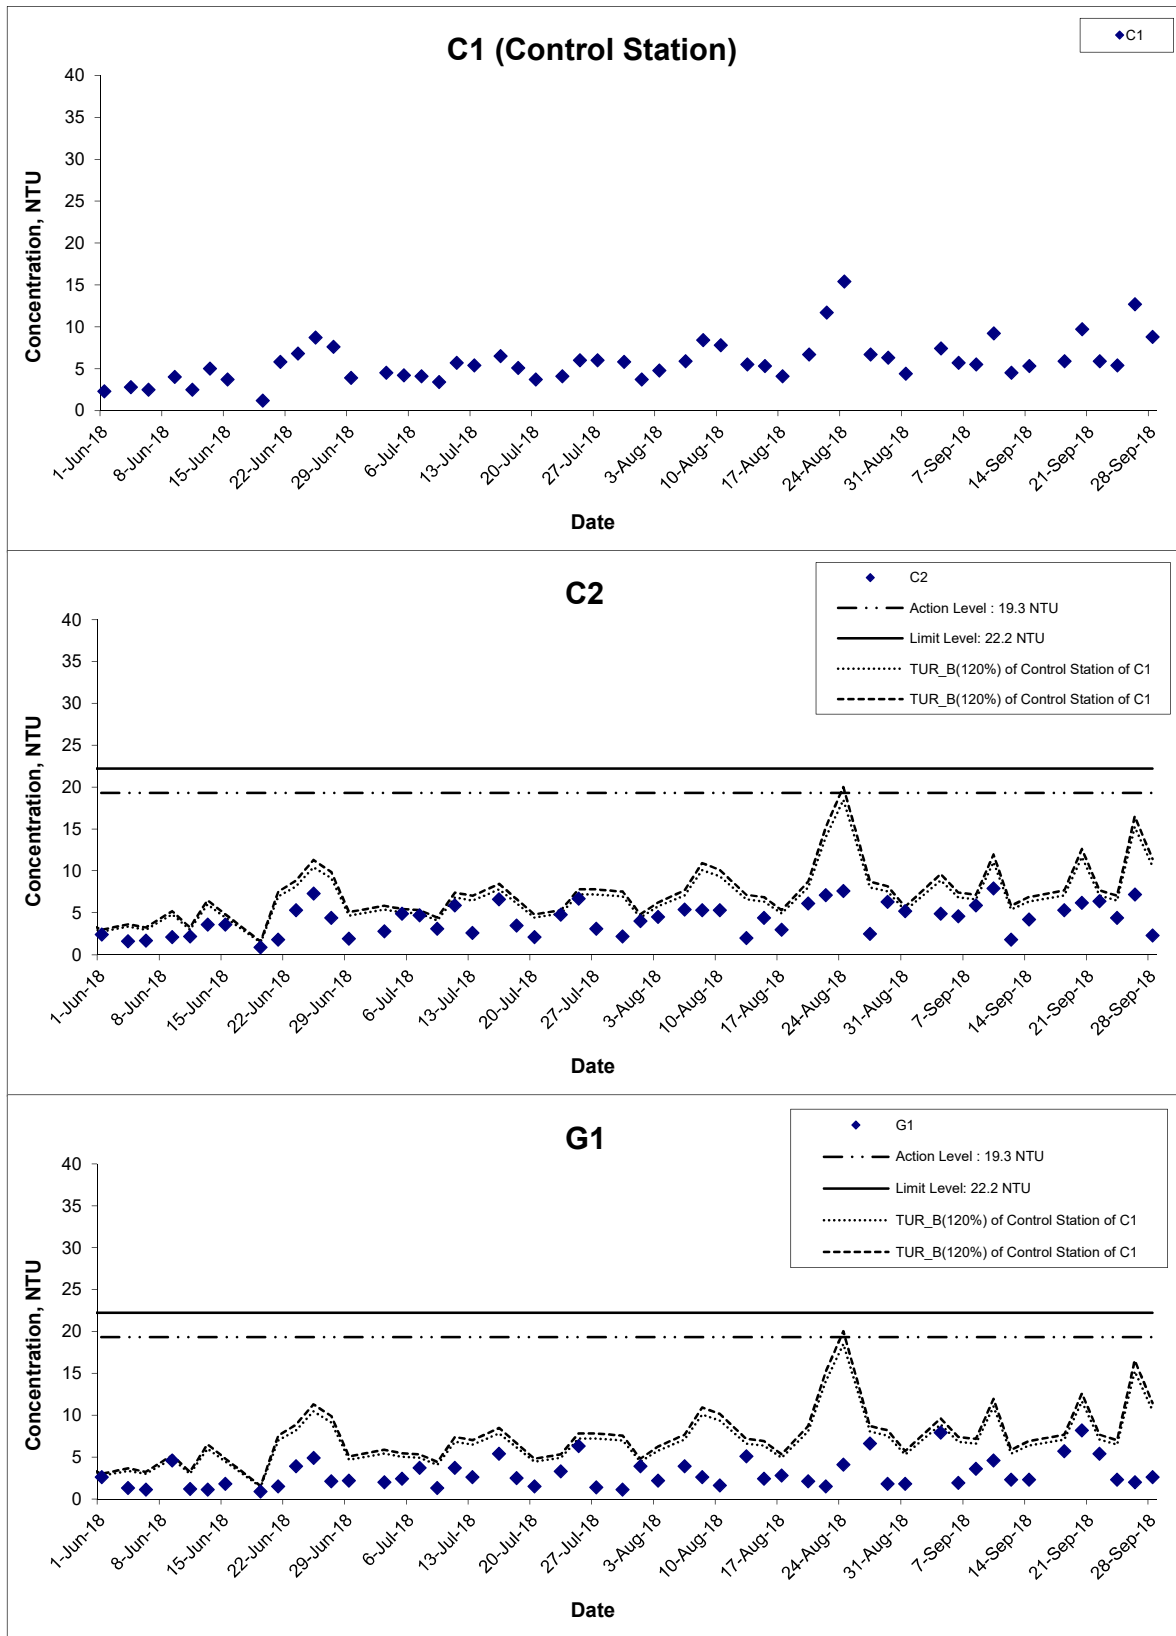 C1 (Control Station)
C1
Concentration, NTU
40
35
30
25
20
15
10
5
0
1-Jun-18
8-Jun-18
15-Jun-18
22-Jun-18
29-Jun-18
6-Jul-18
13-Jul-18
20-Jul-18
27-Jul-18
3-Aug-18
10-Aug-18
17-Aug-18
24-Aug-18
31-Aug-18
7-Sep-18
14-Sep-18
21-Sep-18
28-Sep-18
Date
C2
C2
Action Level : 19.3 NTU
Limit Level: 22.2 NTU
TUR_B(120%) of Control Station of C1
TUR_B(120%) of Control Station of C1
Concentration, NTU
40
35
30
25
20
15
10
5
0
1-Jun-18
8-Jun-18
15-Jun-18
22-Jun-18
29-Jun-18
6-Jul-18
13-Jul-18
20-Jul-18
27-Jul-18
3-Aug-18
10-Aug-18
17-Aug-18
24-Aug-18
31-Aug-18
7-Sep-18
14-Sep-18
21-Sep-18
28-Sep-18
Date
G1
G1
Action Level : 19.3 NTU
Limit Level: 22.2 NTU
TUR_B(120%) of Control Station of C1
TUR_B(120%) of Control Station of C1
Concentration, NTU
40
35
30
25
20
15
10
5
0
1-Jun-18
8-Jun-18
15-Jun-18
22-Jun-18
29-Jun-18
6-Jul-18
13-Jul-18
20-Jul-18
27-Jul-18
3-Aug-18
10-Aug-18
17-Aug-18
24-Aug-18
31-Aug-18
7-Sep-18
14-Sep-18
21-Sep-18
28-Sep-18
Date